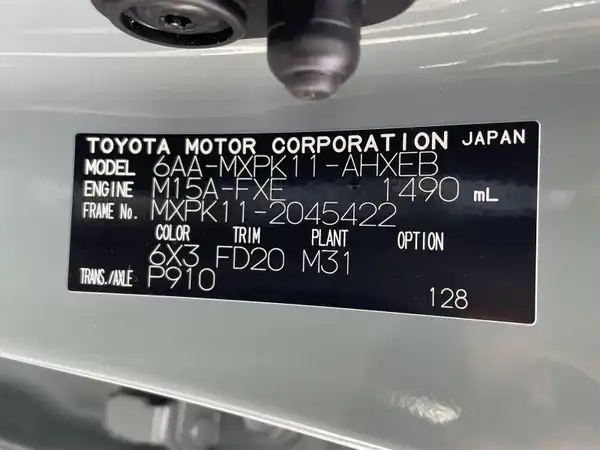 TOYOTA MOTOR CORPORATION JAPAN
MODEL 6AA-MXPK11-AHXEB
ENGINE M15A-FXE 1490 mL
FRAME No. MXPK11-2045422
COLOR TRIM PLANT OPTION
6X3 FD20 M31
TRANS./AXLE P910
128